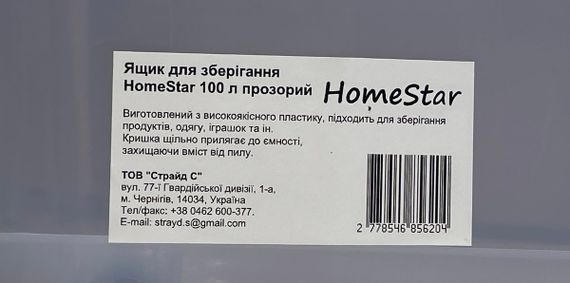 Ящик для зберігання
HomeStar 100 л прозорий
HomeStar
Виготовлений з високоякісного пластику, підходить для зберігання
продуктів, одягу, іграшок та ін.
Кришка щільно прилягає до ємності,
захищаючи вміст від пилу.
ТОВ "Страйд С"
вул. 77-ї Гвардійської дивізії, 1-а,
м. Чернігів, 14034, Україна
Тел/факс: +38 0462 600-377.
E-mail: strayd.s@gmail.com
2 778546 856204